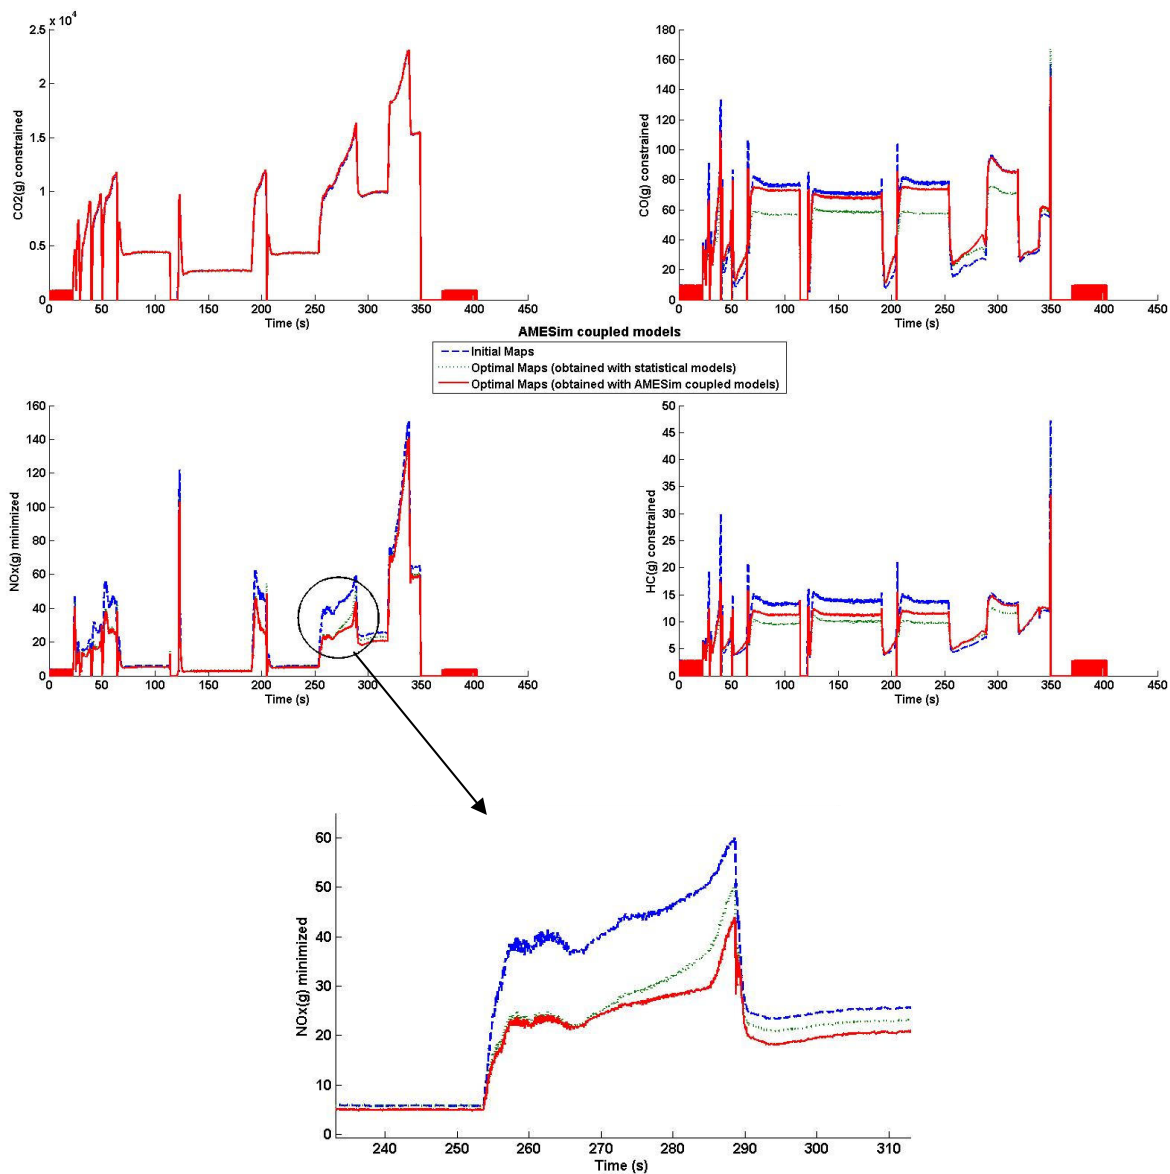 x 10^4
2.5
2
1.5
1
0.5
0
CO2(g) constrained
0 50 100 150 200 250 300 350 400 450
Time (s)
180
160
140
120
100
80
60
40
20
0
CO(g) constrained
0 50 100 150 200 250 300 350 400 450
Time (s)
AMESim coupled models
Initial Maps
Optimal Maps (obtained with statistical models)
Optimal Maps (obtained with AMESim coupled models)
160
140
120
100
80
60
40
20
0
NOx(g) minimized
0 50 100 150 200 250 300 350 400 450
Time (s)
50
45
40
35
30
25
20
15
10
5
0
HC(g) constrained
0 50 100 150 200 250 300 350 400 450
Time (s)
60
50
40
30
20
10
0
NOx(g) minimized
240 250 260 270 280 290 300 310
Time (s)